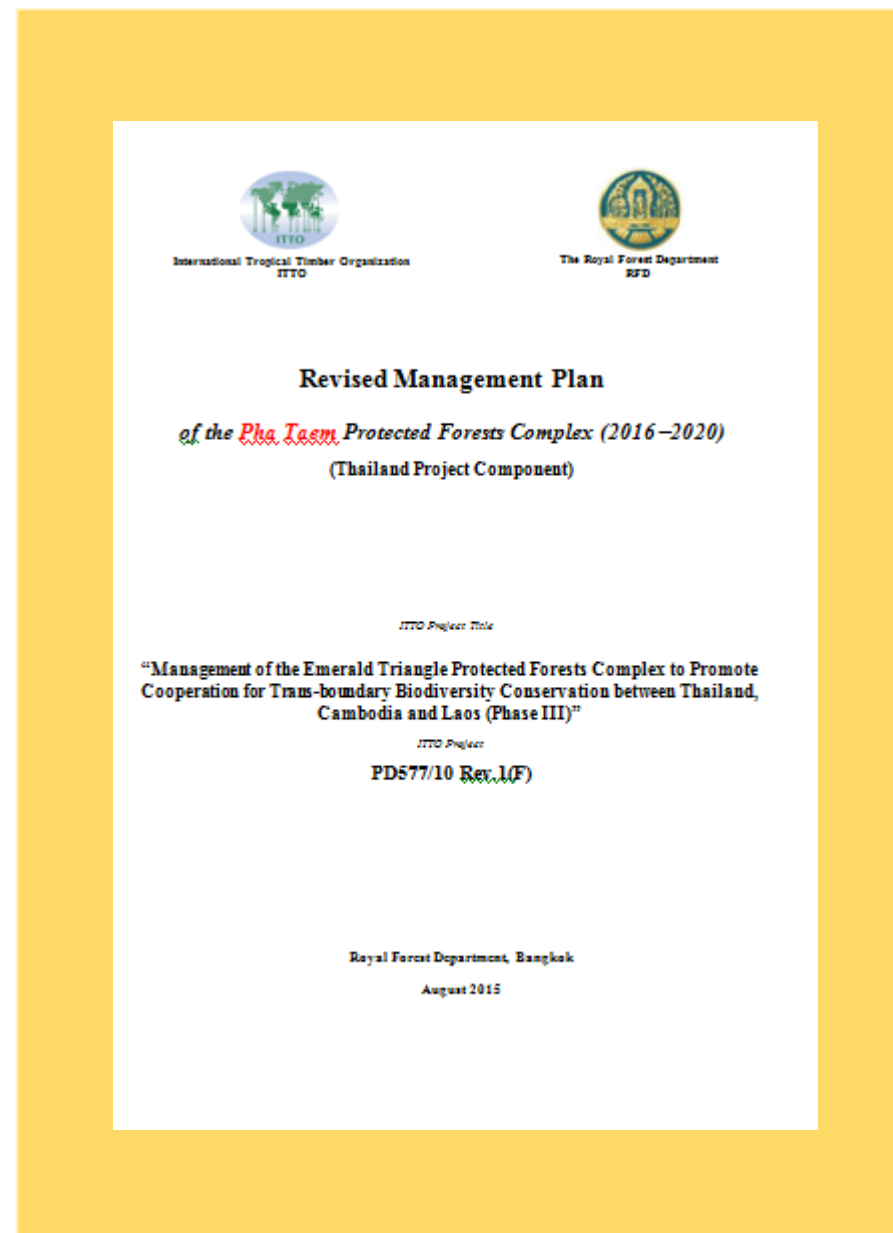 ITTO
International Tropical Timber Organization
ITTO
The Royal Forest Department
RFD
Revised Management Plan
of the Pha Taem Protected Forests Complex (2016 –2020)
(Thailand Project Component)
ITTO Project Title
“Management of the Emerald Triangle Protected Forests Complex to Promote
Cooperation for Trans-boundary Biodiversity Conservation between Thailand,
Cambodia and Laos (Phase III)”
ITTO Project
PD577/10 Rev.1(F)
Royal Forest Department, Bangkok
August 2015